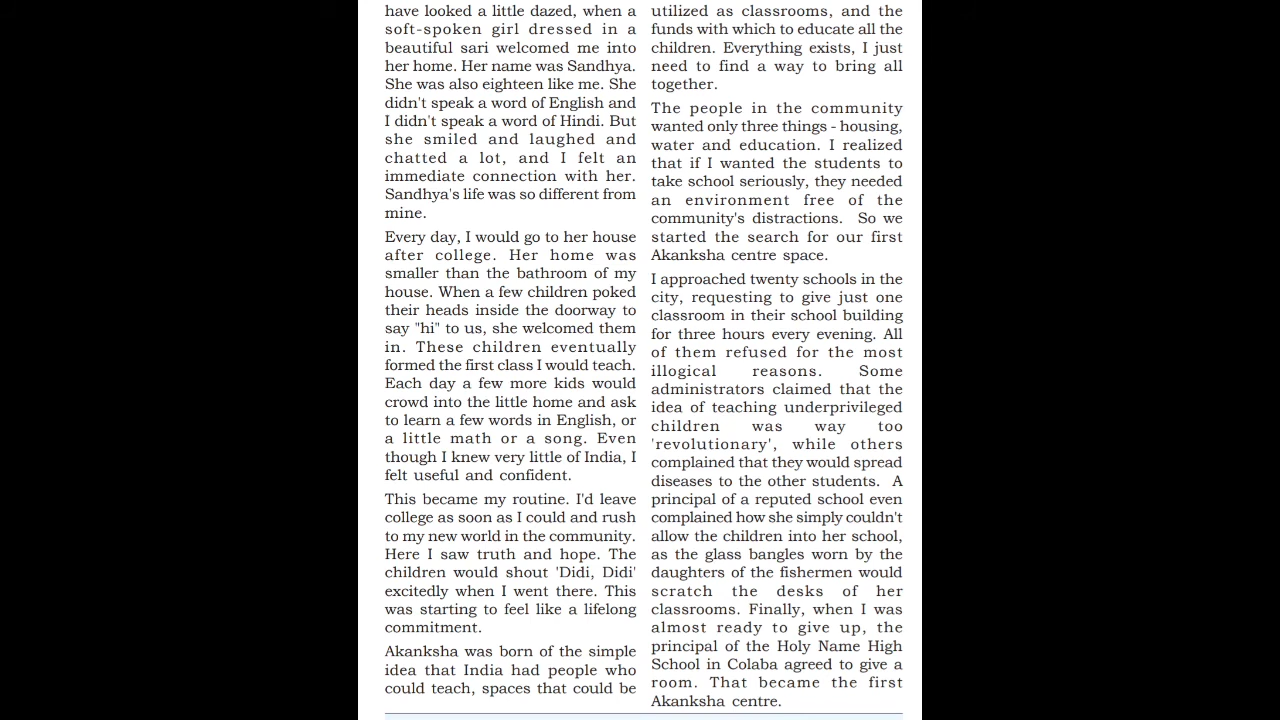 have looked a little dazed, when a
soft-spoken girl dressed in a
beautiful sari welcomed me into
her home. Her name was Sandhya.
She was also eighteen like me. She
didn't speak a word of English and
I didn't speak a word of Hindi. But
she smiled and laughed and
chatted a lot, and I felt an
immediate connection with her.
Sandhya's life was so different from
mine.
Every day, I would go to her house
after college. Her home was
smaller than the bathroom of my
house. When a few children poked
their heads inside the doorway to
say "hi" to us, she welcomed them
in. These children eventually
formed the first class I would teach.
Each day a few more kids would
crowd into the little home and ask
to learn a few words in English, or
a little math or a song. Even
though I knew very little of India, I
felt useful and confident.
This became my routine. I'd leave
college as soon as I could and rush
to my new world in the community.
Here I saw truth and hope. The
children would shout 'Didi, Didi'
excitedly when I went there. This
was starting to feel like a lifelong
commitment.
Akanksha was born of the simple
idea that India had people who
could teach, spaces that could be
utilized as classrooms, and the
funds with which to educate all the
children. Everything exists, I just
need to find a way to bring all
together.
The people in the community
wanted only three things - housing,
water and education. I realized
that if I wanted the students to
take school seriously, they needed
an environment free of the
community's distractions. So we
started the search for our first
Akanksha centre space.
I approached twenty schools in the
city, requesting to give just one
classroom in their school building
for three hours every evening. All
of them refused for the most
illogical reasons. Some
administrators claimed that the
idea of teaching underprivileged
children was way too
'revolutionary', while others
complained that they would spread
diseases to the other students. A
principal of a reputed school even
complained how she simply couldn't
allow the children into her school,
as the glass bangles worn by the
daughters of the fishermen would
scratch the desks of her
classrooms. Finally, when I was
almost ready to give up, the
principal of the Holy Name High
School in Colaba agreed to give a
room. That became the first
Akanksha centre.